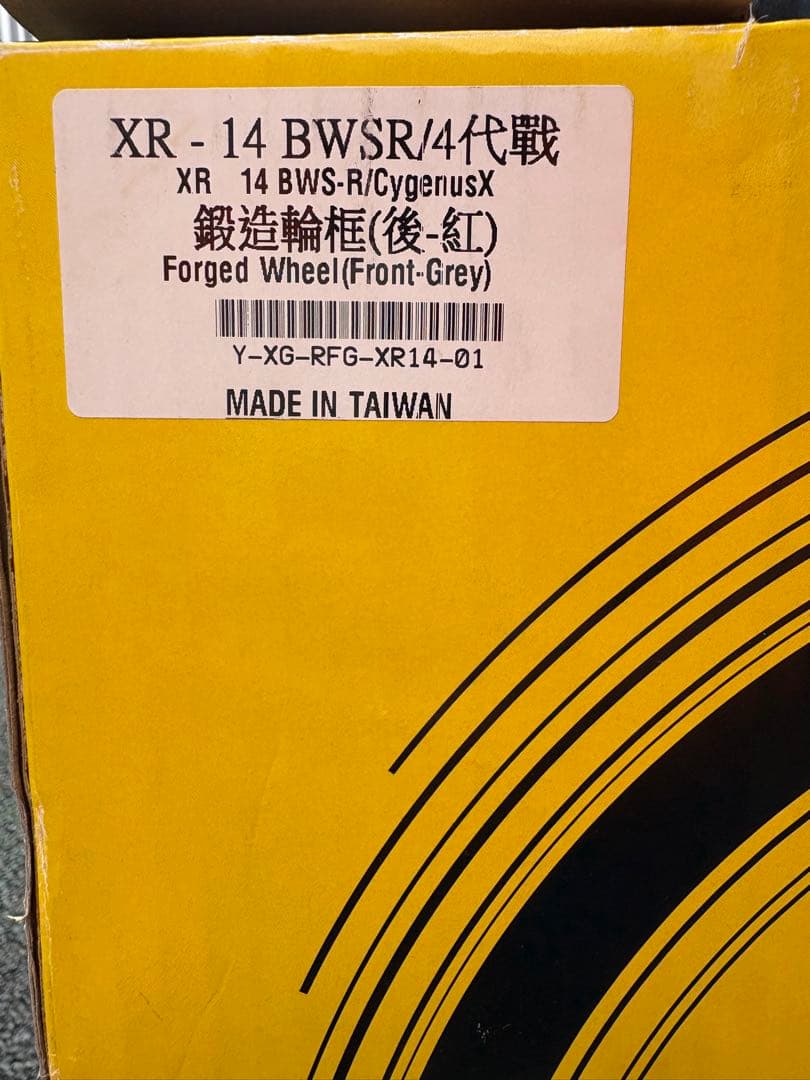 XR - 14 BWSR/4代戰
XR 14 BWS-R/CygenusX
鍛造輪框(後-紅)
Forged Wheel(Front-Grey)
Y-XG-RFG-XR14-01
MADE IN TAIWAN